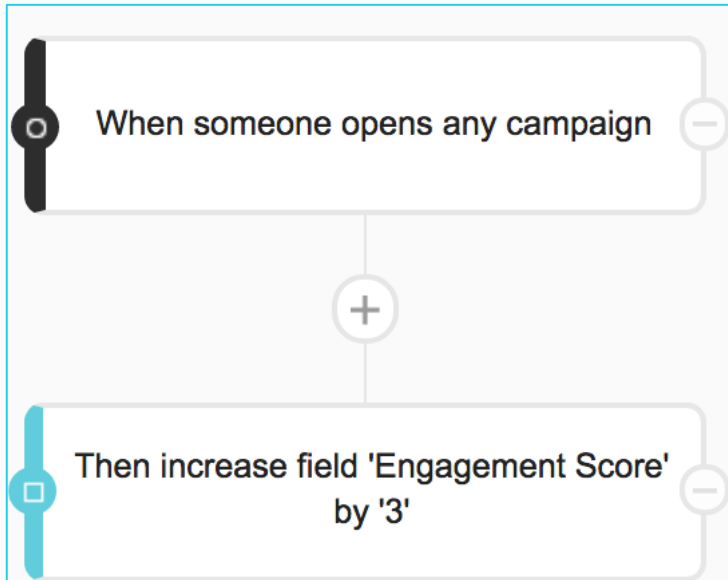 When someone opens any campaign
Then increase field 'Engagement Score'
by '3'